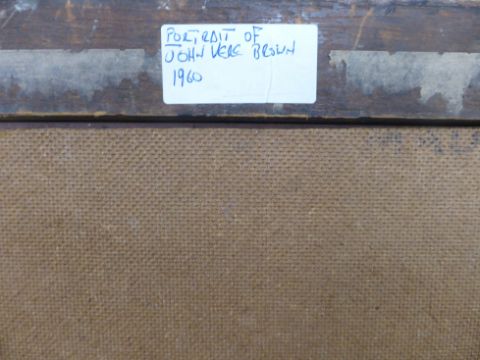 PORTRAIT OF
JOHN VERE BROWN
1960